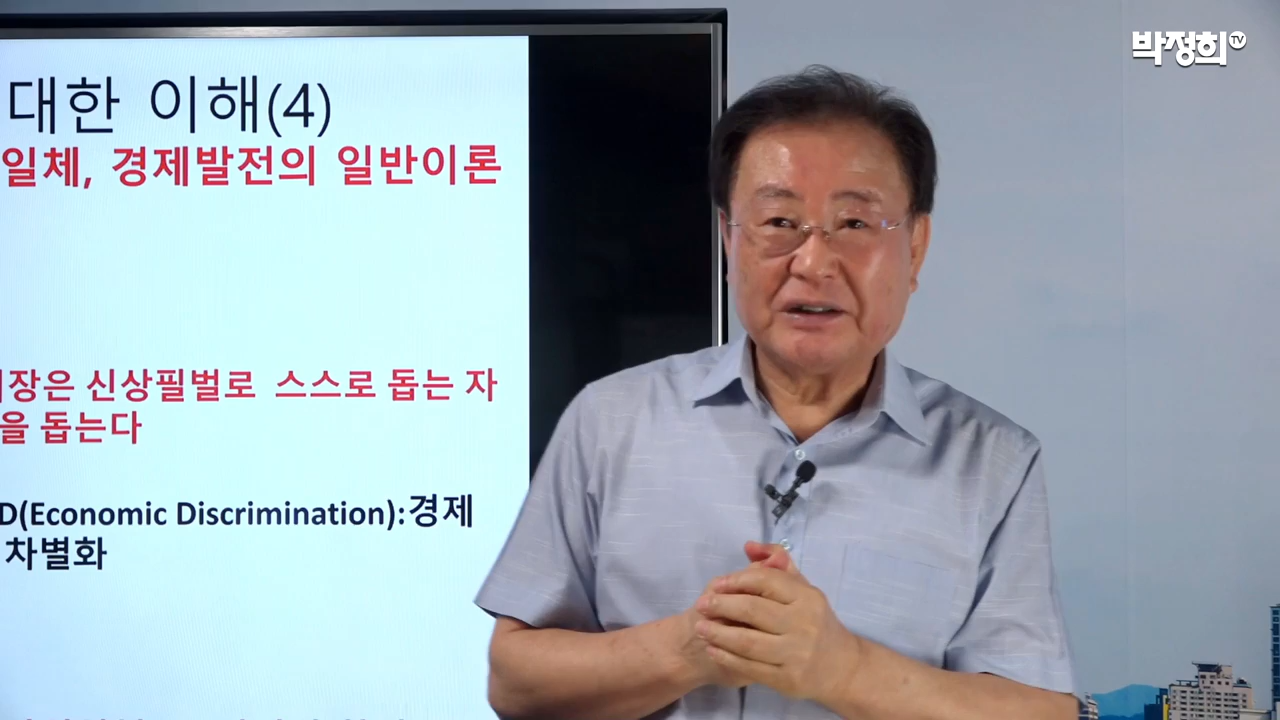 박정희TV
대한 이해(4)
일체, 경제발전의 일반이론
장은 신상필벌로 스스로 돕는 자
을 돕는다
D(Economic Discrimination):경제
차별화